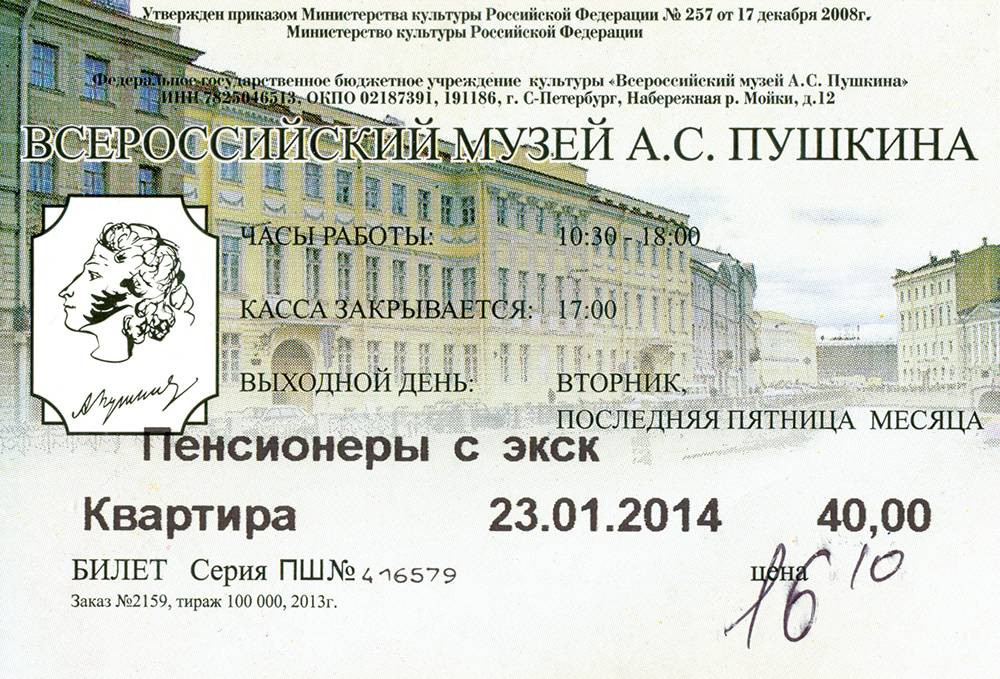 Утвержден приказом Министерства культуры Российской Федерации № 257 от 17 декабря 2008г.
Министерство культуры Российской Федерации
Федеральное государственное бюджетное учреждение культуры «Всероссийский музей А.С. Пушкина»
ИНН 7825046513, ОКПО 02187391, 191186, г. С-Петербург, Набережная р. Мойки, д.12
ВСЕРОССИЙСКИЙ МУЗЕЙ А.С. ПУШКИНА
ЧАСЫ РАБОТЫ: 10:30 - 18:00
КАССА ЗАКРЫВАЕТСЯ: 17:00
ВЫХОДНОЙ ДЕНЬ: ВТОРНИК,
ПОСЛЕДНЯЯ ПЯТНИЦА МЕСЯЦА
АПушкин
Пенсионеры с экск
Квартира 23.01.2014 40,00
БИЛЕТ Серия ПШ№ 416579 цена
16 10
Заказ №2159, тираж 100 000, 2013г.